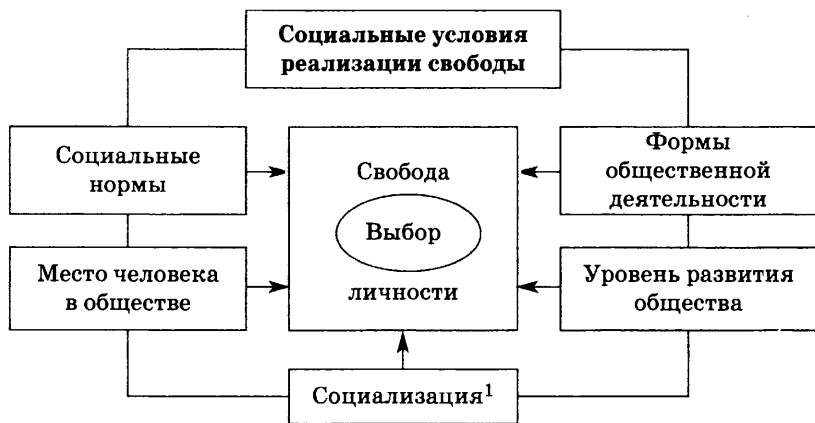 Социальные условия
реализации свободы
Социальные
нормы
Свобода
Выбор
личности
Формы
общественной
деятельности
Место человека
в обществе
Уровень развития
общества
Социализация¹